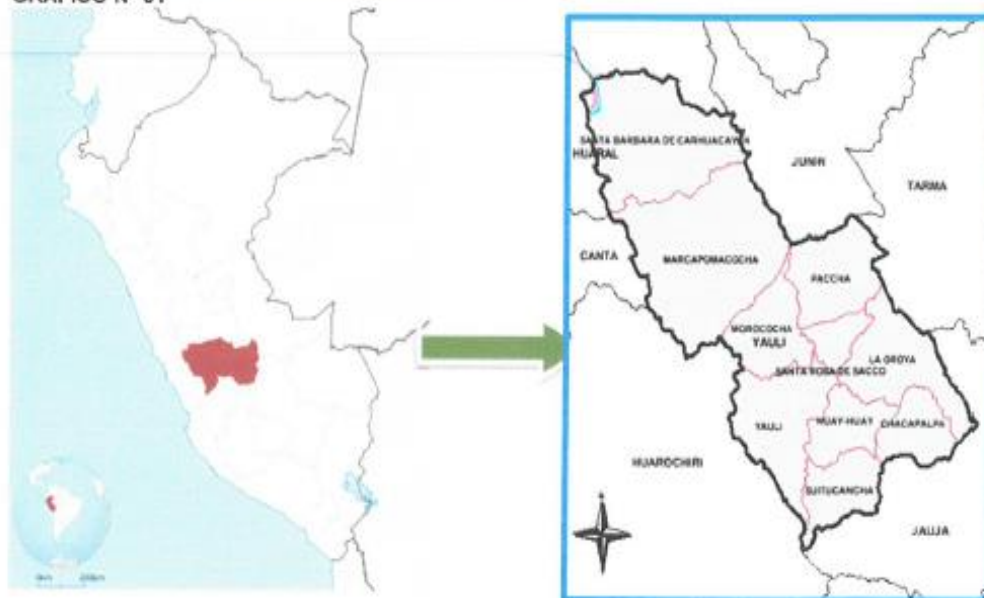 SANTA BARBARA DE CARHUACAYAN
HUARAL
JUNIN
TARMA
CANTA
MARCAPOMACOCHA
PACCHA
MOROCOCHA
YAULI
LA OROYA
SANTA ROSA DE SACCO
YAULI
HUAY-HUAY
CHACAPALPA
HUAROCHIRI
SUITUCANCHA
JAUJA